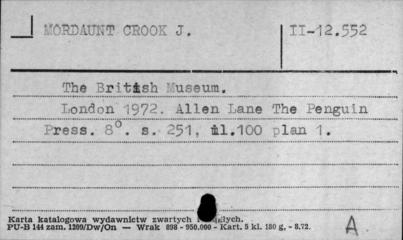 MORDAUNT CROOK J. II-12.552
The British Museum.
London 1972. Allen Lane The Penguin
Press. 8°. s. 251, il.100 plan 1.
Karta katalogowa wydawnictw zwartych
PU-B 144 zam. 1209/Dw/On — Wrak 898 - 950.000 - Kart. 5 kl. 180 g. - 8.72.
A